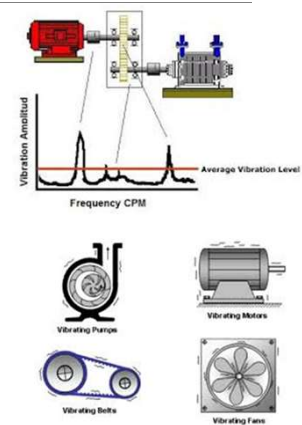 Vibration Amplitud
Average Vibration Level
Frequency CPM
Vibrating Pumps
Vibrating Motors
Vibrating Belts
Vibrating Fans